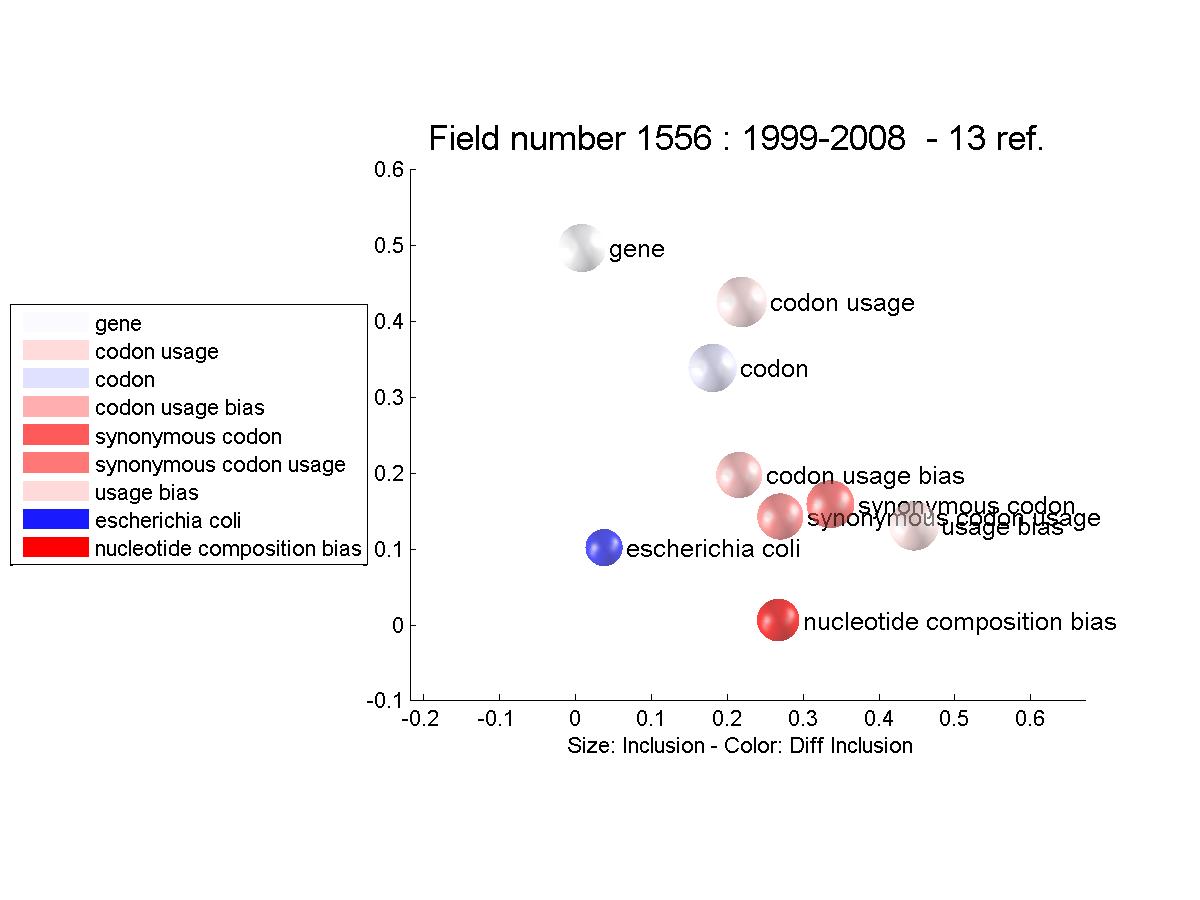 Field number 1556 : 1999-2008 - 13 ref.
0.6
0.5
0.4
0.3
0.2
0.1
0
-0.1
-0.2
-0.1
0
0.1
0.2
0.3
0.4
0.5
0.6
Size: Inclusion - Color: Diff Inclusion
gene
codon usage
codon
codon usage bias
synonymous codon
synonymous codon usage
usage bias
escherichia coli
nucleotide composition bias
gene
codon usage
codon
codon usage bias
synonymous codon
synonymous codon usage
usage bias
escherichia coli
nucleotide composition bias